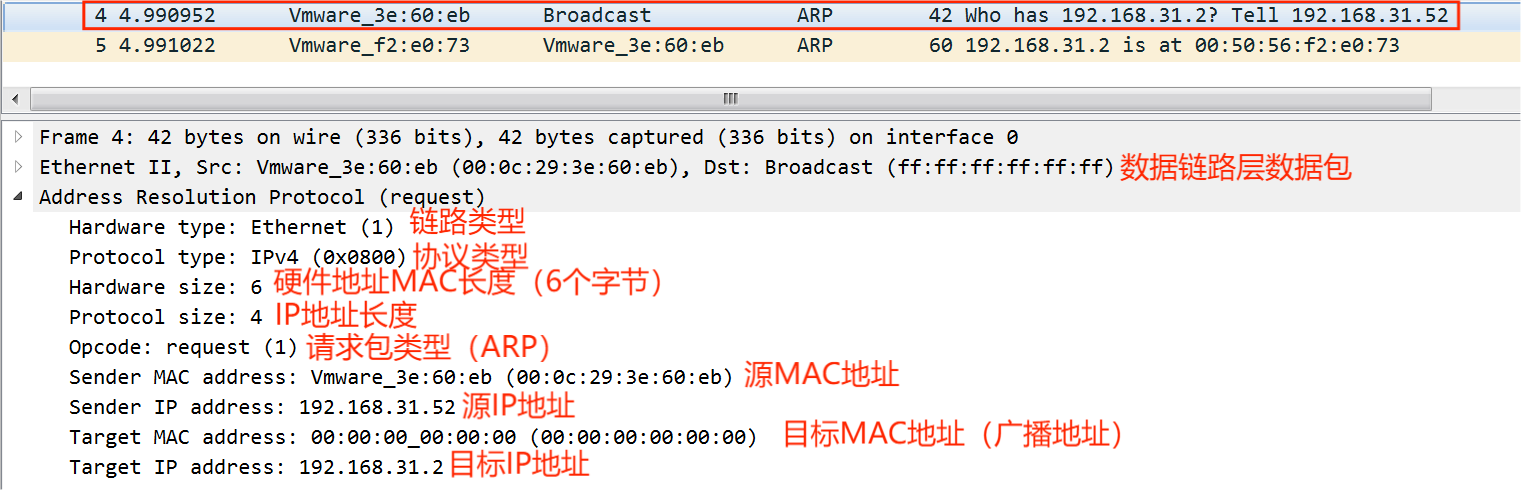 4 4.990952 Vmware_3e:60:eb Broadcast ARP 42 Who has 192.168.31.2? Tell 192.168.31.52
5 4.991022 Vmware_f2:e0:73 Vmware_3e:60:eb ARP 60 192.168.31.2 is at 00:50:56:f2:e0:73
Frame 4: 42 bytes on wire (336 bits), 42 bytes captured (336 bits) on interface 0
Ethernet II, Src: Vmware_3e:60:eb (00:0c:29:3e:60:eb), Dst: Broadcast (ff:ff:ff:ff:ff:ff) 数据链路层数据包
Address Resolution Protocol (request)
Hardware type: Ethernet (1) 链路类型
Protocol type: IPv4 (0x0800) 协议类型
Hardware size: 6 硬件地址MAC长度（6个字节）
Protocol size: 4 IP地址长度
Opcode: request (1) 请求包类型（ARP）
Sender MAC address: Vmware_3e:60:eb (00:0c:29:3e:60:eb) 源MAC地址
Sender IP address: 192.168.31.52 源IP地址
Target MAC address: 00:00:00_00:00:00 (00:00:00:00:00:00) 目标MAC地址（广播地址）
Target IP address: 192.168.31.2 目标IP地址